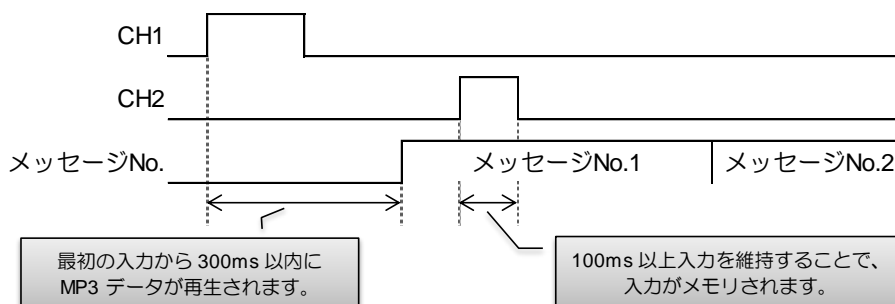 CH1
CH2
メッセージNo.
メッセージNo.1
メッセージNo.2
最初の入力から 300ms 以内に
MP3 データが再生されます。
100ms 以上入力を維持することで、
入力がメモリされます。